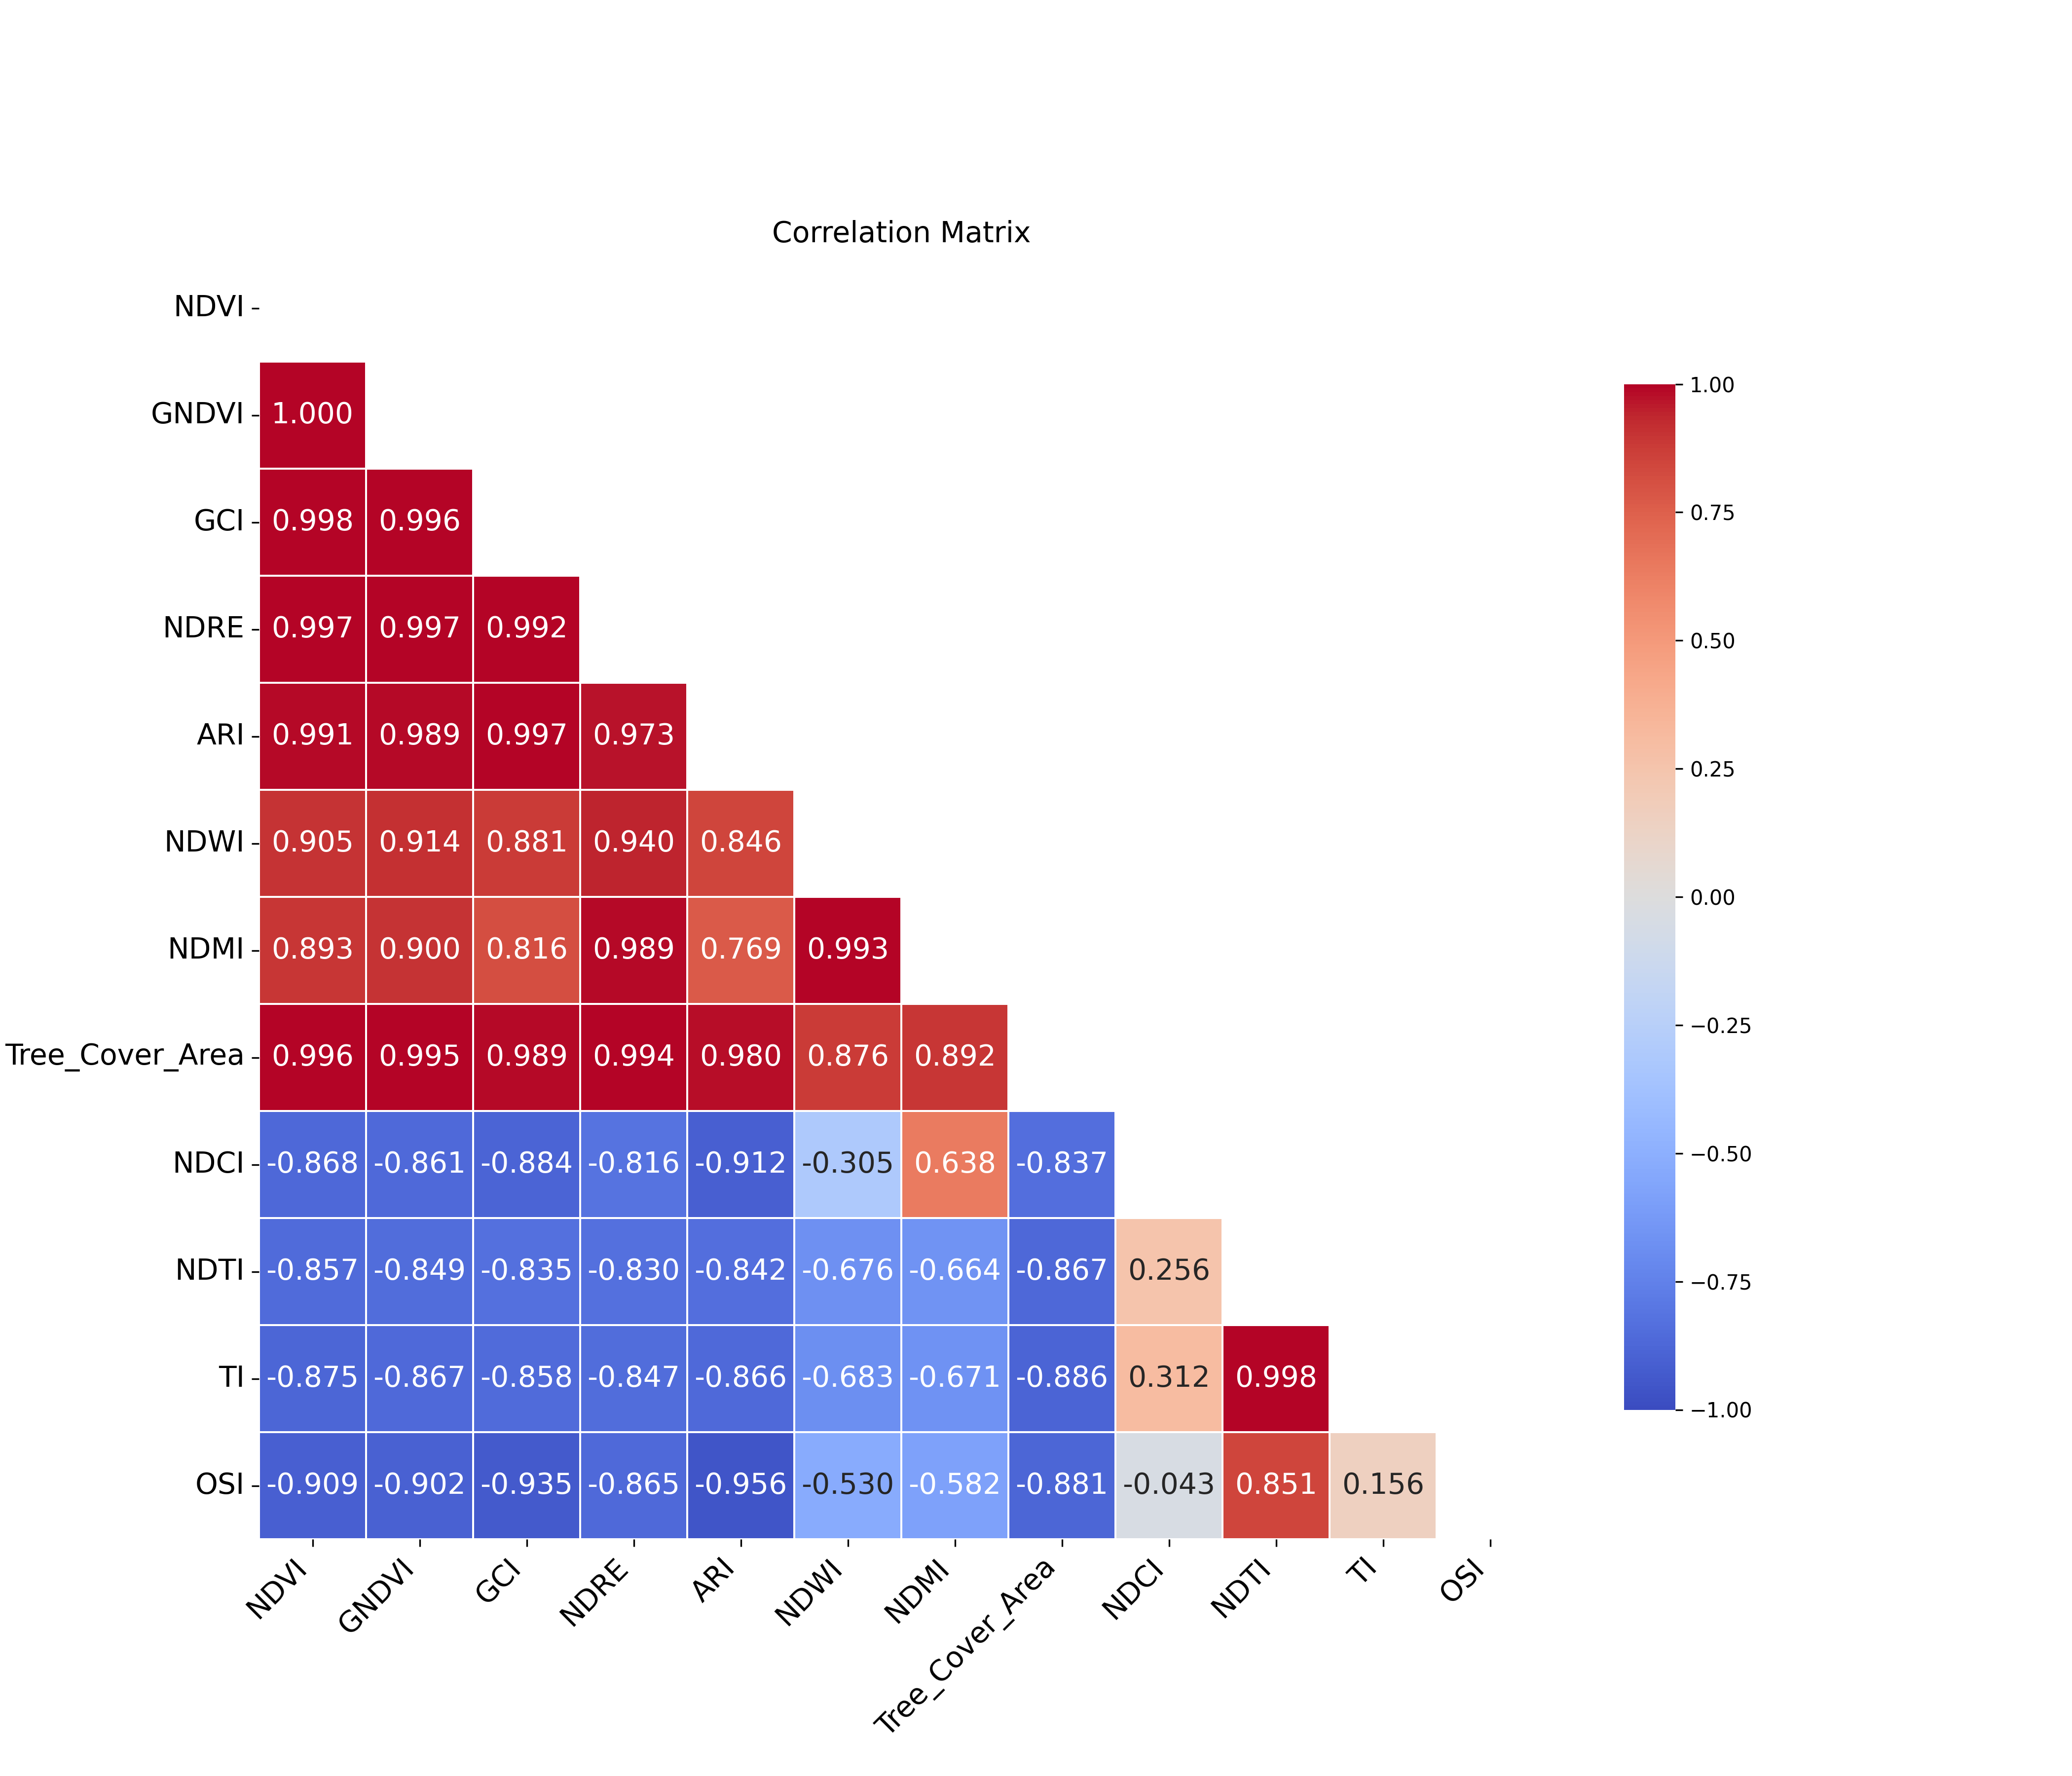 Correlation Matrix
NDVI
GNDVI 1.000
GCI 0.998 0.996
NDRE 0.997 0.997 0.992
ARI 0.991 0.989 0.997 0.973
NDWI 0.905 0.914 0.881 0.940 0.846
NDMI 0.893 0.900 0.816 0.989 0.769 0.993
Tree_Cover_Area 0.996 0.995 0.989 0.994 0.980 0.876 0.892
NDCI -0.868 -0.861 -0.884 -0.816 -0.912 -0.305 0.638 -0.837
NDTI -0.857 -0.849 -0.835 -0.830 -0.842 -0.676 -0.664 -0.867 0.256
TI -0.875 -0.867 -0.858 -0.847 -0.866 -0.683 -0.671 -0.886 0.312 0.998
OSI -0.909 -0.902 -0.935 -0.865 -0.956 -0.530 -0.582 -0.881 -0.043 0.851 0.156
NDVI GNDVI GCI NDRE ARI NDWI NDMI Tree_Cover_Area NDCI NDTI TI OSI
1.00
0.75
0.50
0.25
0.00
−0.25
−0.50
−0.75
−1.00